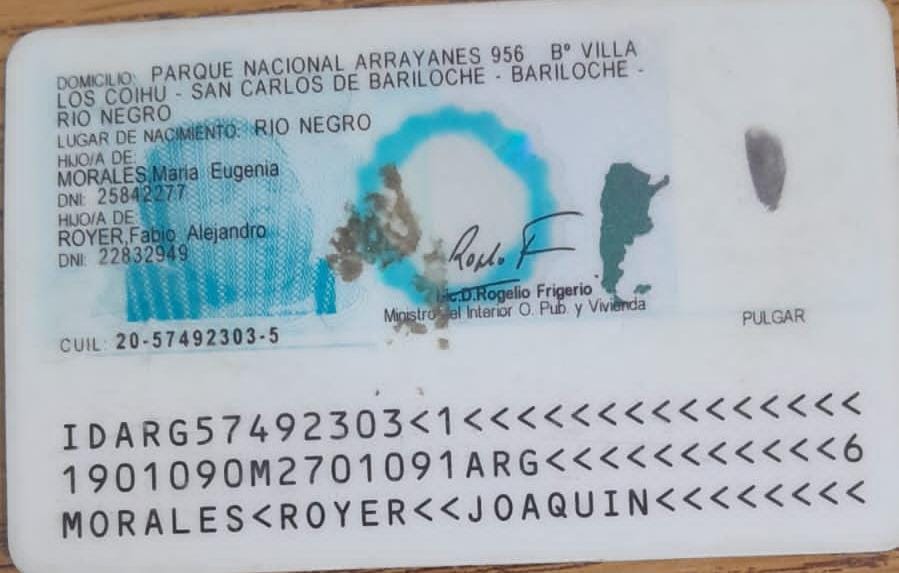 DOMICILIO: PARQUE NACIONAL ARRAYANES 956 Bº VILLA
LOS COIHU - SAN CARLOS DE BARILOCHE - BARILOCHE -
RIO NEGRO
LUGAR DE NACIMIENTO: RIO NEGRO
HIJO/A DE:
MORALES,Maria Eugenia
DNI: 25842277
HIJO/A DE:
ROYER,Fabio Alejandro
DNI: 22832949
D.Rogelio Frigerio
Ministro el Interior O. Pub. y Vivienda
CUIL: 20-57492303-5
PULGAR
IDARG57492303<1<<<<<<<<<<<<<<<
1901090M2701091ARG<<<<<<<<<<<6
MORALES<ROYER<<JOAQUIN<<<<<<<<